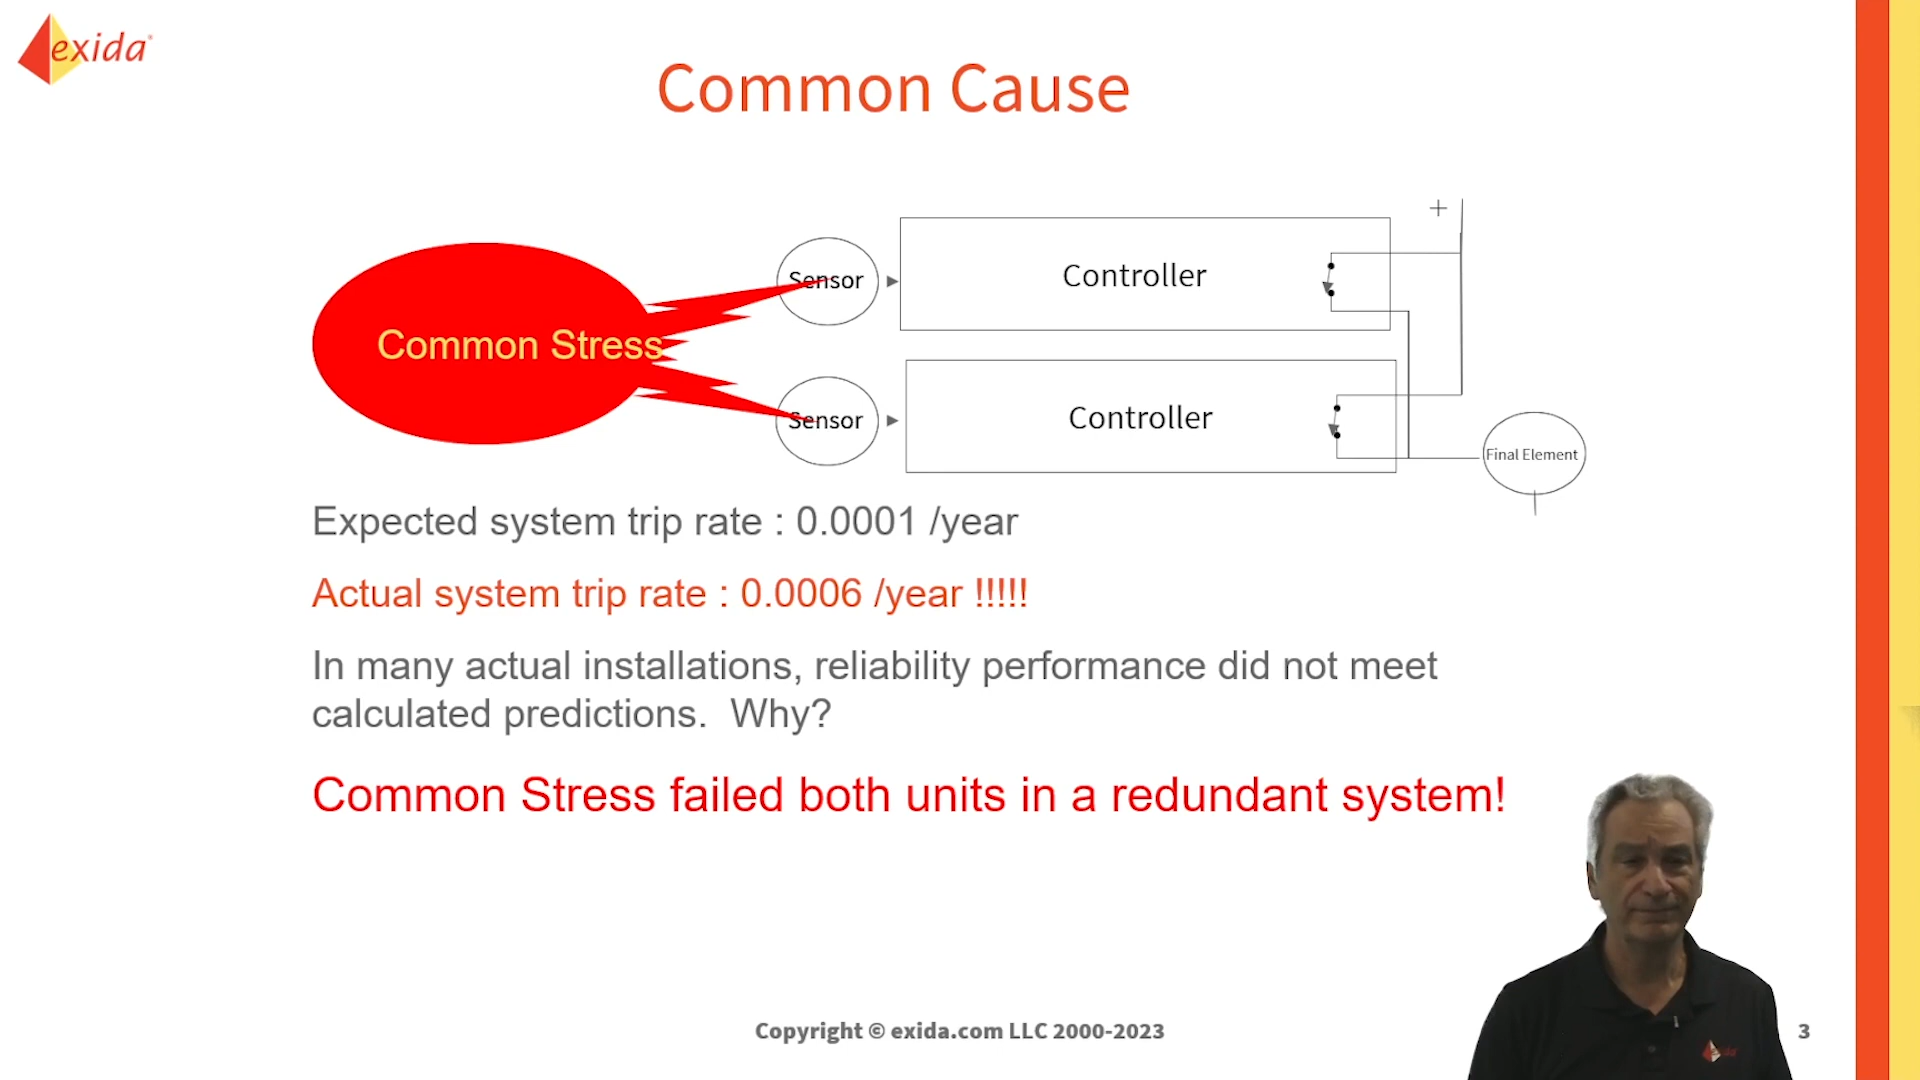 exida
Common Cause
+
Sensor
Controller
Common Stress
Sensor
Controller
Final Element
Expected system trip rate : 0.0001 /year
Actual system trip rate : 0.0006 /year !!!!!
In many actual installations, reliability performance did not meet
calculated predictions.  Why?
Common Stress failed both units in a redundant system!
Copyright © exida.com LLC 2000-2023
3